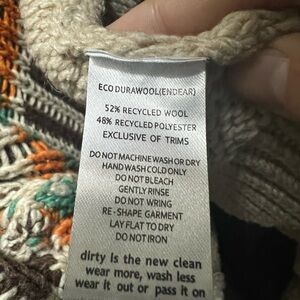 ECODURAWOOL(ENDEAR)
52% RECYCLED WOOL
48% RECYCLED POLYESTER
EXCLUSIVE OF TRIMS
DO NOT MACHINE WASH OR DRY
HAND WASH COLD ONLY
DO NOT BLEACH
GENTLY RINSE
DO NOT WRING
RE-SHAPE GARMENT
LAY FLAT TO DRY
DO NOT IRON
dirty is the new clean
wear more, wash less
wear it out or pass it on